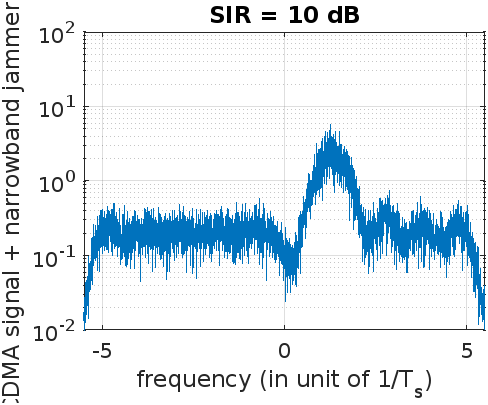 SIR = 10 dB
CDMA signal + narrowband jammer
10^2
10^1
10^0
10^-1
10^-2
-5
0
5
frequency (in unit of 1/T_s)